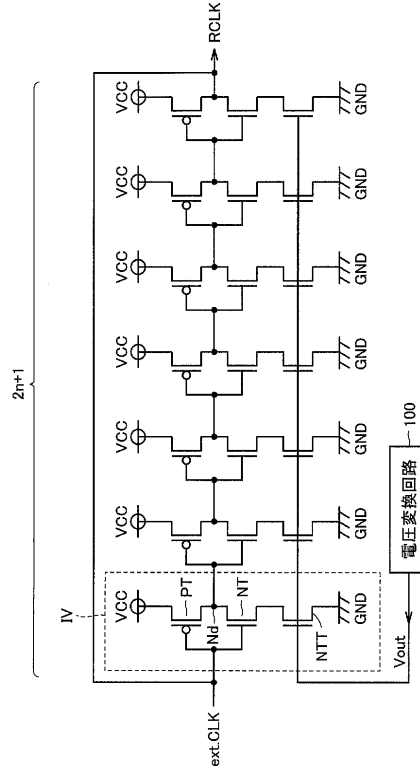 2n+1
IV
VCC
VCC
VCC
VCC
VCC
VCC
VCC
PT
Nd
NT
NTT
ext.CLK
RCLK
GND
GND
GND
GND
GND
GND
GND
Vout
電圧変換回路
100